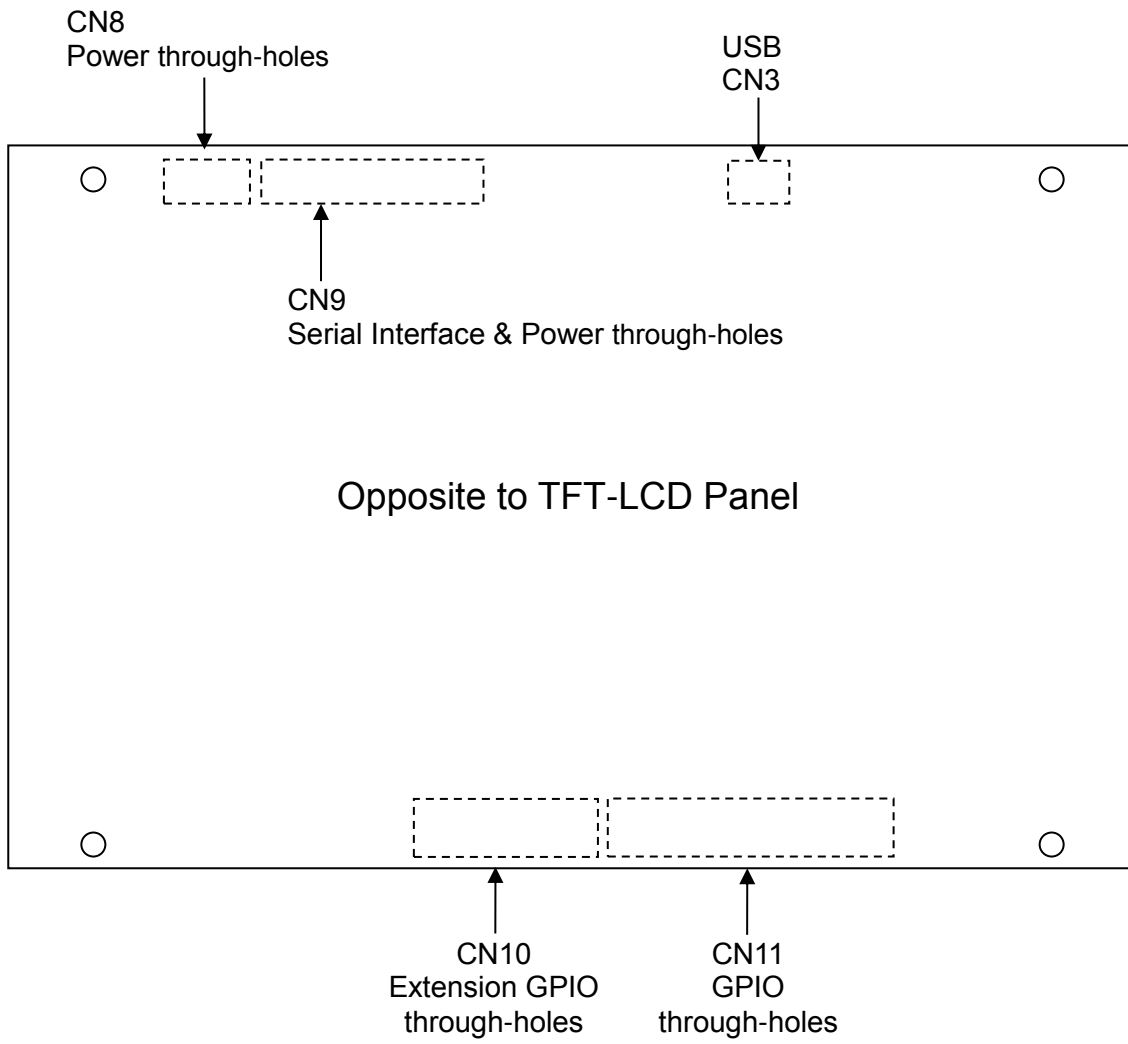 CN8
Power through-holes
USB
CN3
CN9
Serial Interface & Power through-holes
Opposite to TFT-LCD Panel
CN10
Extension GPIO
through-holes
CN11
GPIO
through-holes